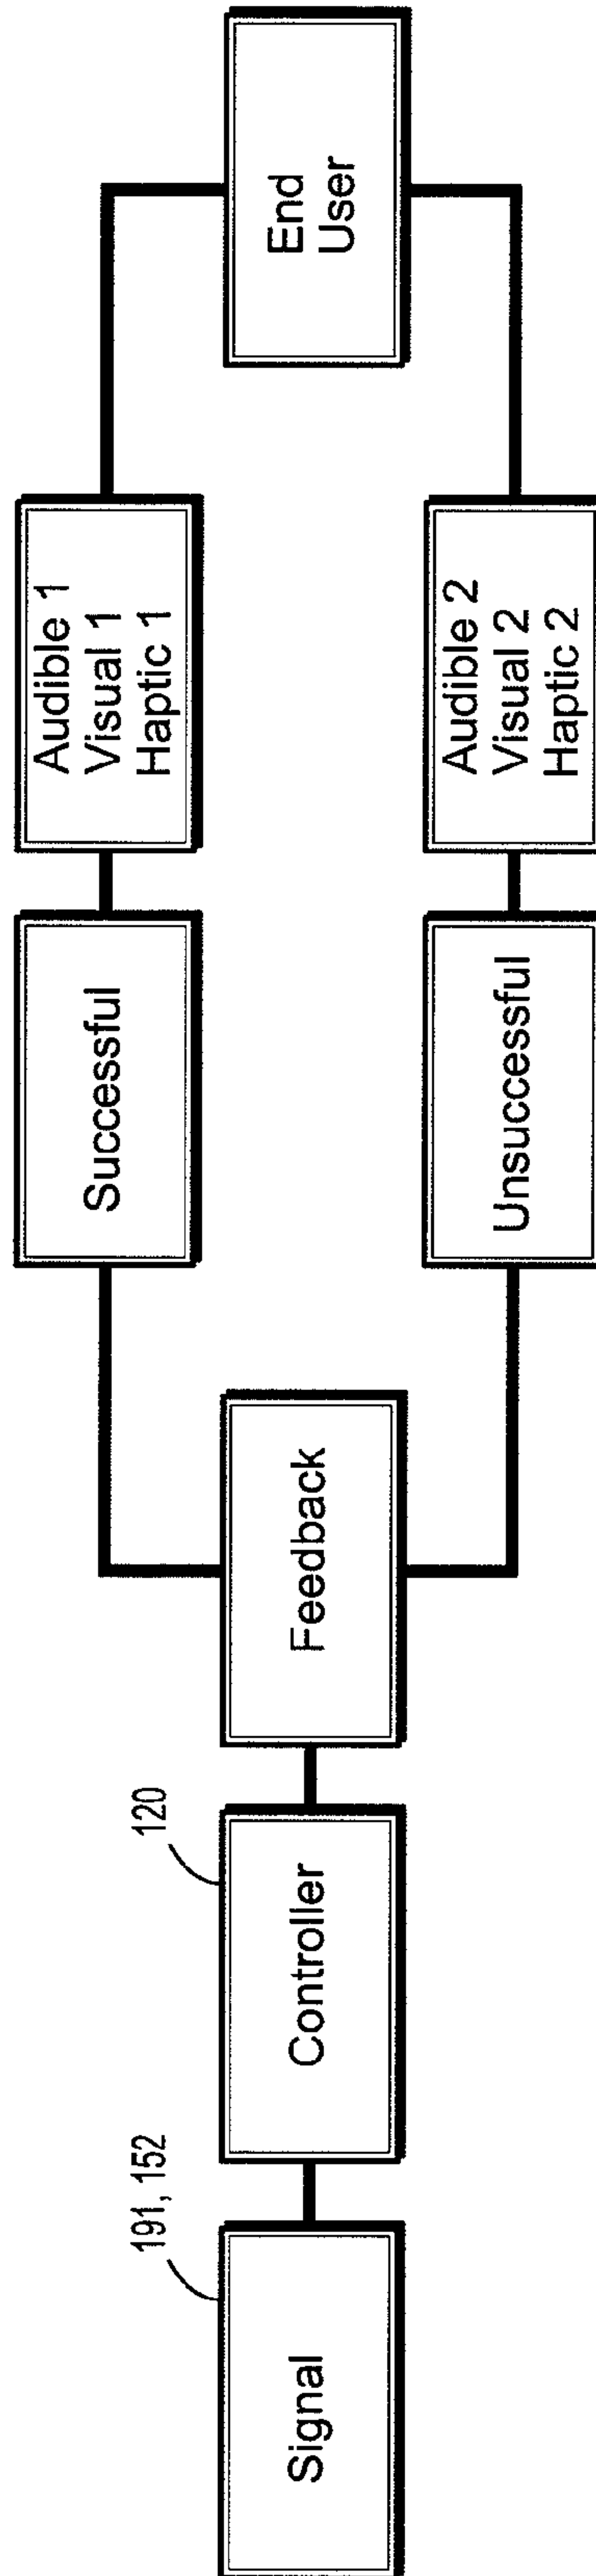 191, 152
Signal
120
Controller
Feedback
Successful
Unsuccessful
Audible 1
Visual 1
Haptic 1
Audible 2
Visual 2
Haptic 2
End
User